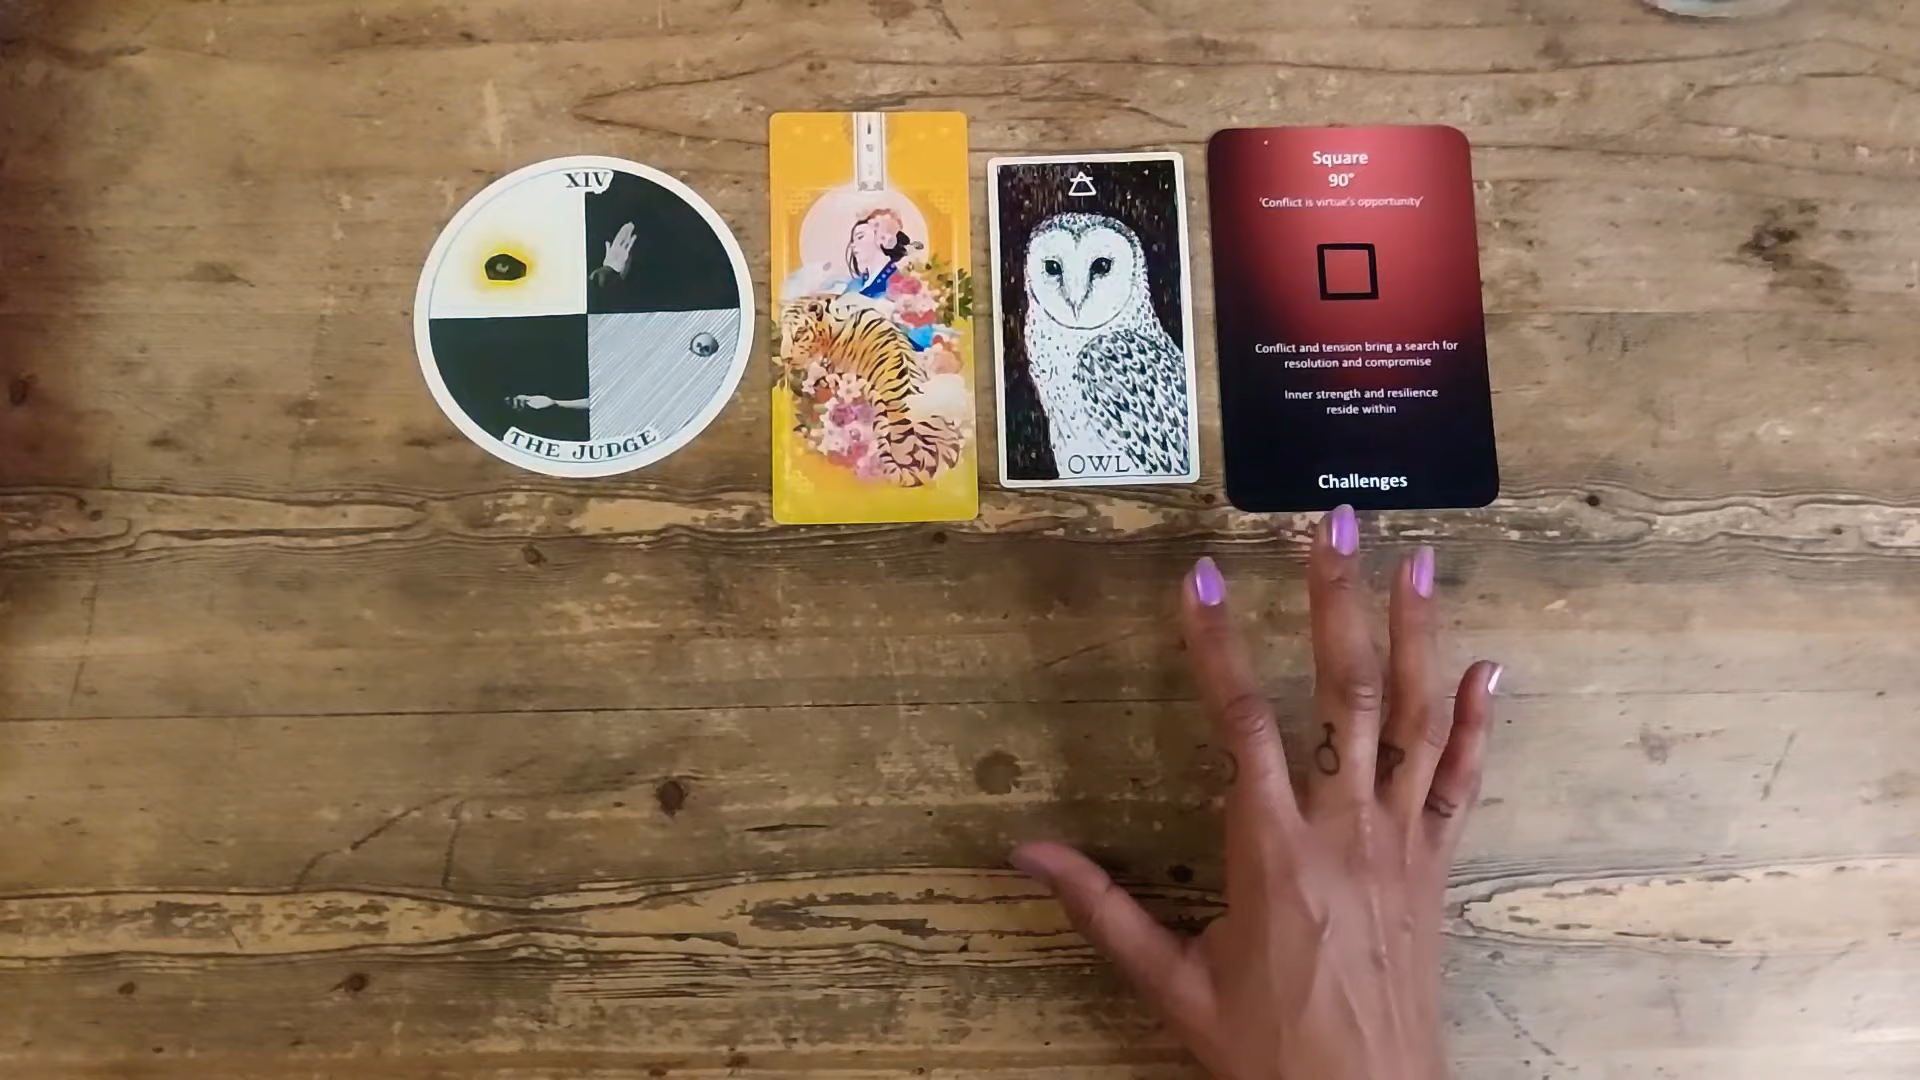 XIV
THE JUDGE
OWL
Square
90°
'Conflict is virtue's opportunity'
Conflict and tension bring a search for
resolution and compromise
Inner strength and resilience
reside within
Challenges